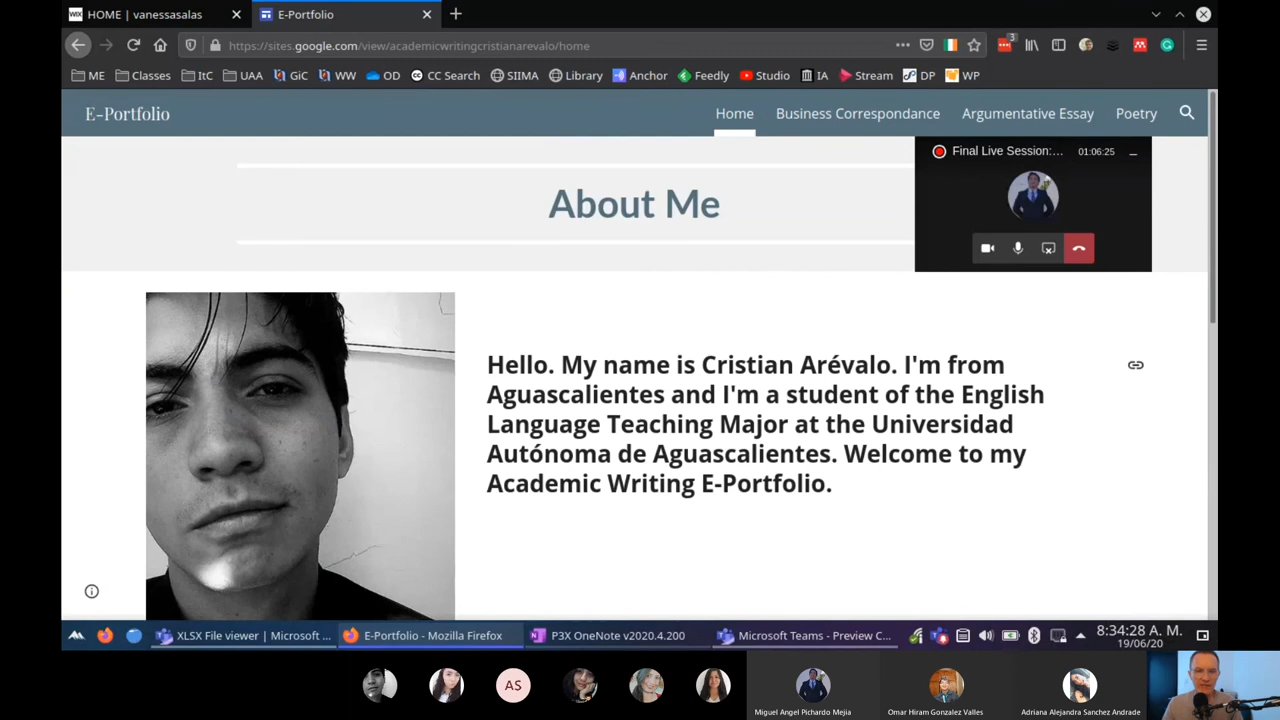 HOME | vanessasalas
E-Portfolio
https://sites.google.com/view/academicwritingcristianarevalo/home
3
ME Classes ItC UAA GiC WW OD CC Search SIIMA Library Anchor Feedly Studio IA Stream DP WP
E-Portfolio
Home Business Correspondance Argumentative Essay Poetry
Final Live Session:... 01:06:25
About Me
Hello. My name is Cristian Arévalo. I'm from
Aguascalientes and I'm a student of the English
Language Teaching Major at the Universidad
Autónoma de Aguascalientes. Welcome to my
Academic Writing E-Portfolio.
XLSX File viewer | Microsoft ... E-Portfolio - Mozilla Firefox P3X OneNote v2020.4.200 Microsoft Teams - Preview C... 8:34:28 A. M.
19/06/20
AS
Miguel Angel Pichardo Mejia Omar Hiram Gonzalez Valles Adriana Alejandra Sanchez Andrade